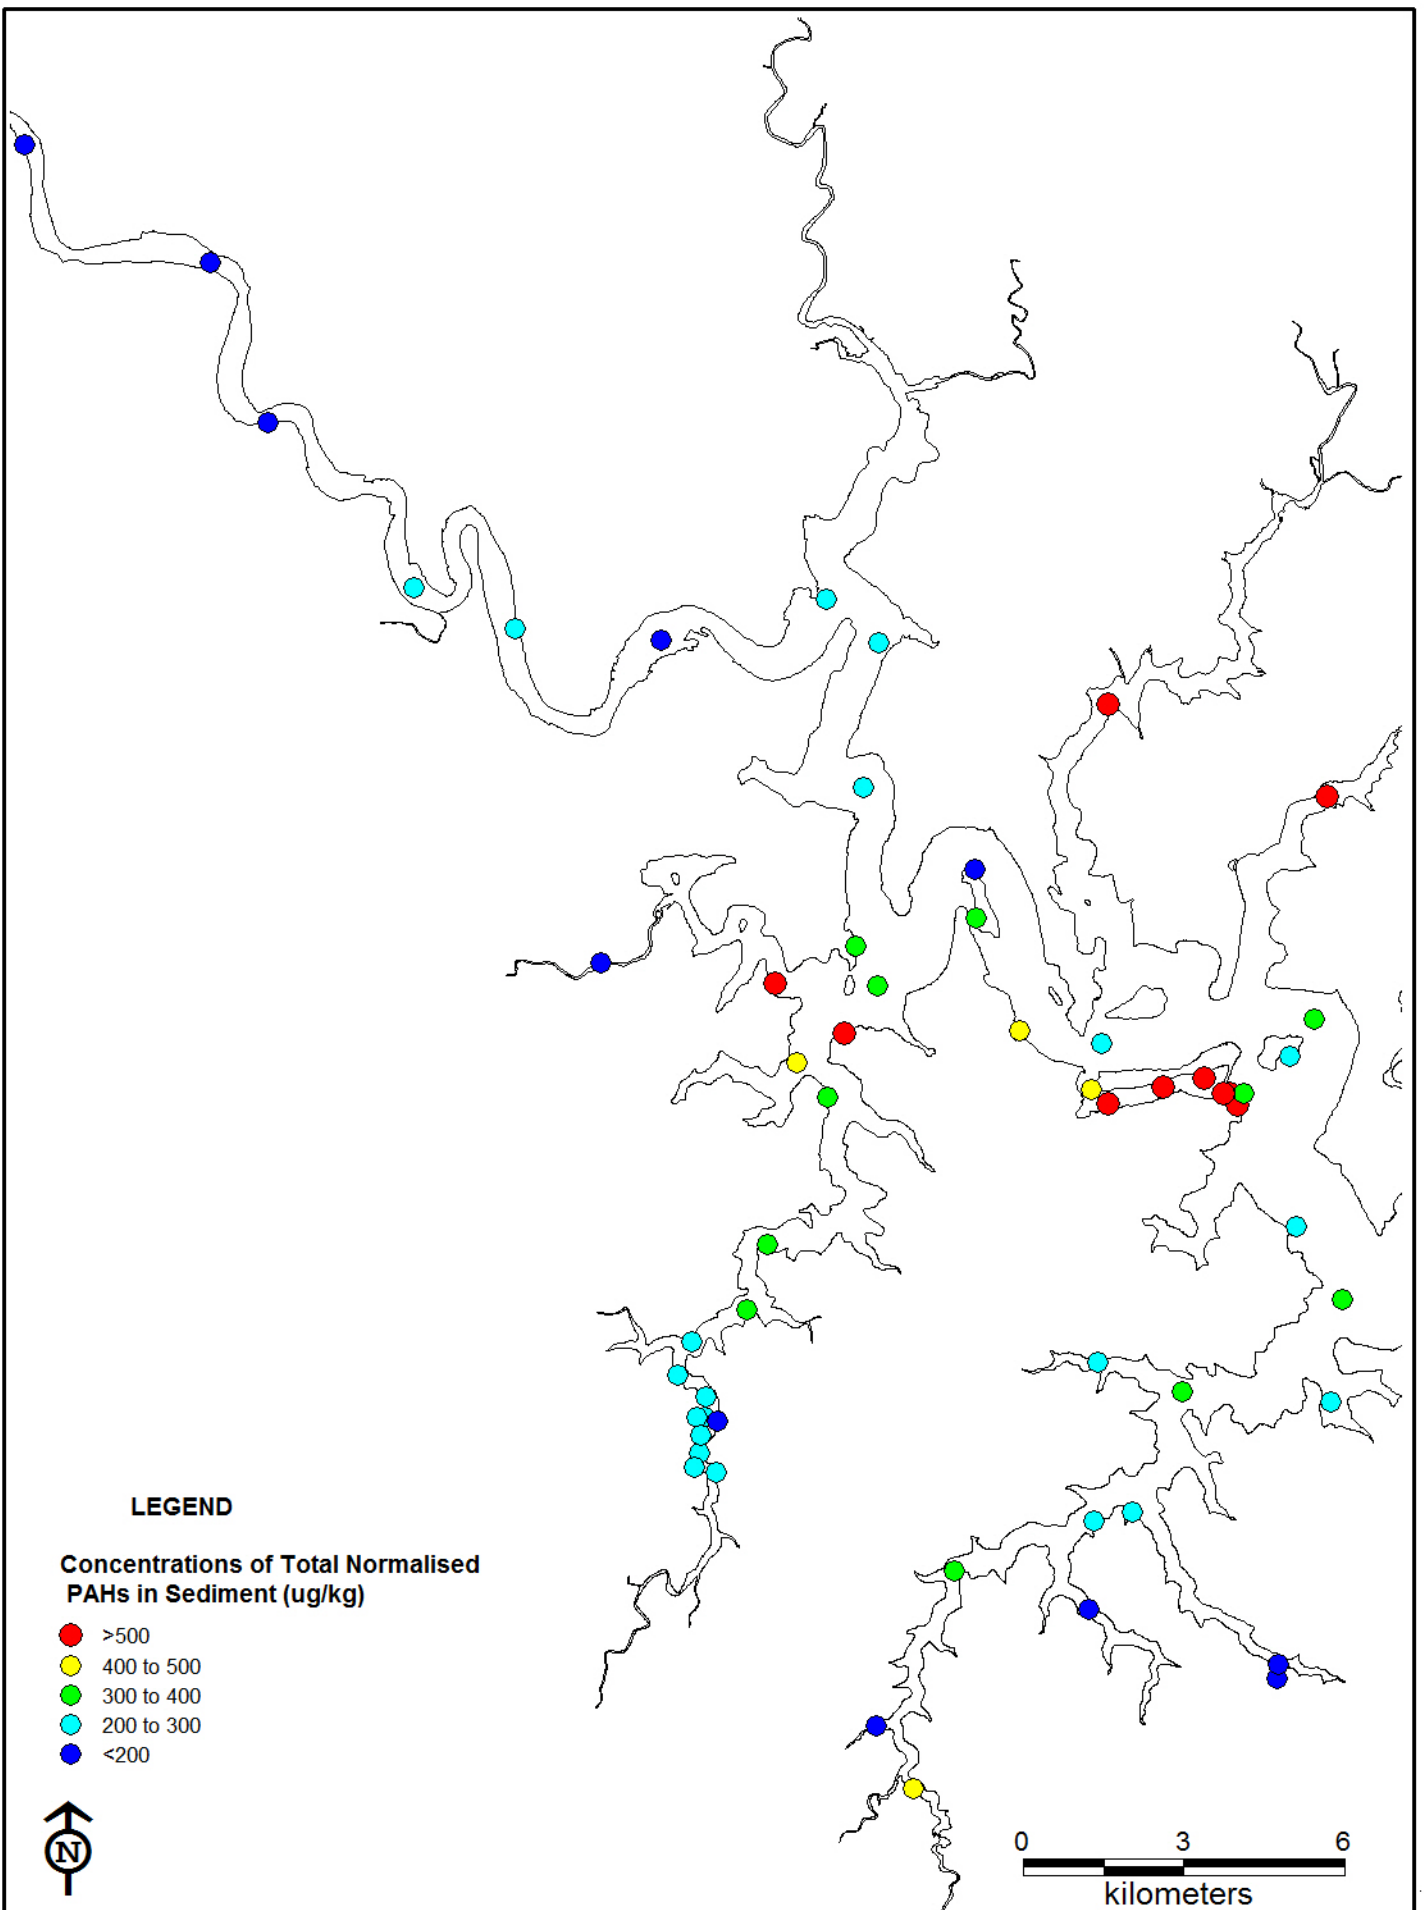 LEGEND
Concentrations of Total Normalised
PAHs in Sediment (ug/kg)
>500
400 to 500
300 to 400
200 to 300
<200
N
0 3 6
kilometers